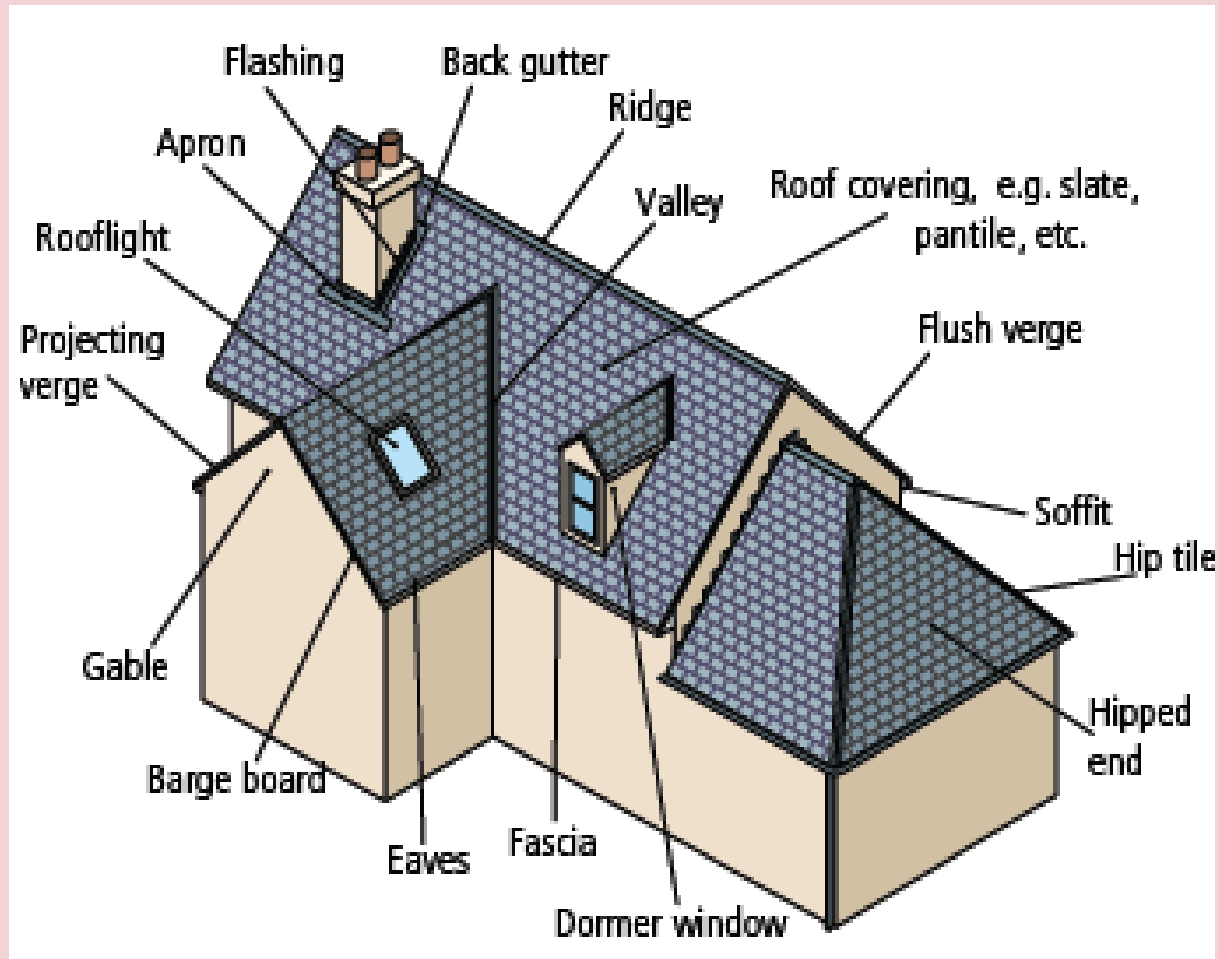 Flashing
Back gutter
Ridge
Apron
Roof covering, e.g. slate,
pantile, etc.
Valley
Rooflight
Flush verge
Projecting
verge
Soffit
Hip tile
Gable
Hipped
end
Barge board
Fascia
Eaves
Dormer window